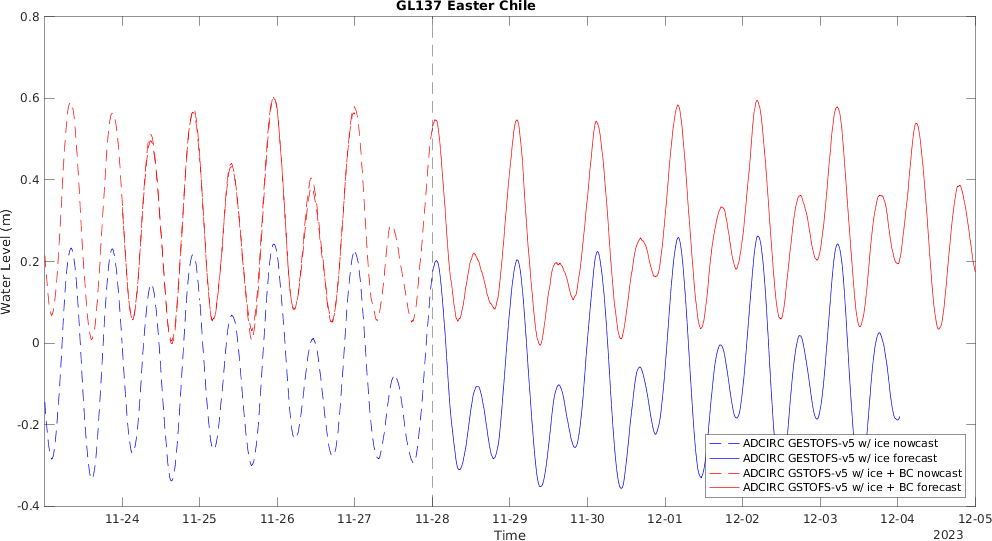 GL137 Easter Chile
0.8
0.6
0.4
0.2
0
-0.2
-0.4
Water Level (m)
ADCIRC GESTOFS-v5 w/ ice nowcast
ADCIRC GESTOFS-v5 w/ ice forecast
ADCIRC GSTOFS-v5 w/ ice + BC nowcast
ADCIRC GSTOFS-v5 w/ ice + BC forecast
11-24 11-25 11-26 11-27 11-28 11-29 11-30 12-01 12-02 12-03 12-04 12-05
Time
2023